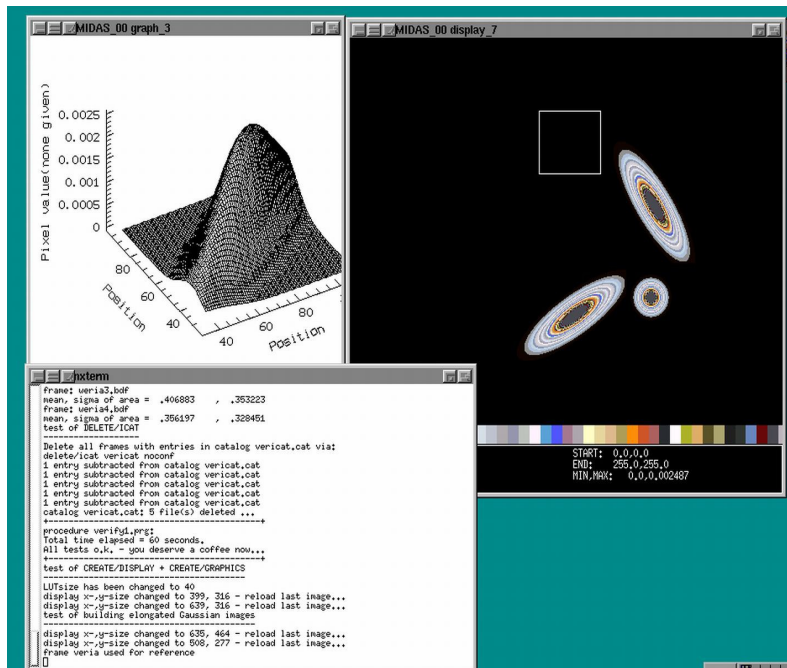 MIDAS_00 graph_3
Pixel value(none given)
0.0025
0.002
0.0015
0.001
0.0005
0
80
60
40
Position
40
60
80
Position
MIDAS_00 display_7
START: 0.0,0.0
END: 255.0,255.0
MIN,MAX: 0.0,0.002487
nxterm
frame: weria3.bdf
mean, sigma of area = .406883 , .353223
frame: weria4.bdf
mean, sigma of area = .356197 , .328451
test of DELETE/ICAT
-------------------
Delete all frames with entries in catalog vericat.cat via:
delete/icat vericat noconf
1 entry subtracted from catalog vericat.cat
1 entry subtracted from catalog vericat.cat
1 entry subtracted from catalog vericat.cat
1 entry subtracted from catalog vericat.cat
1 entry subtracted from catalog vericat.cat
catalog vericat.cat: 5 file(s) deleted ...
+------------------------------------------+
procedure verify1.prg:
Total time elapsed = 60 seconds.
All tests o.k. - you deserve a coffee now...
+------------------------------------------+
test of CREATE/DISPLAY + CREATE/GRAPHICS
----------------------------------------
LUTsize has been changed to 40
display x-,y-size changed to 399, 316 - reload last image...
display x-,y-size changed to 639, 316 - reload last image...
test of building elongated Gaussian images
------------------------------------------
display x-,y-size changed to 635, 464 - reload last image...
display x-,y-size changed to 508, 277 - reload last image...
frame veria used for reference